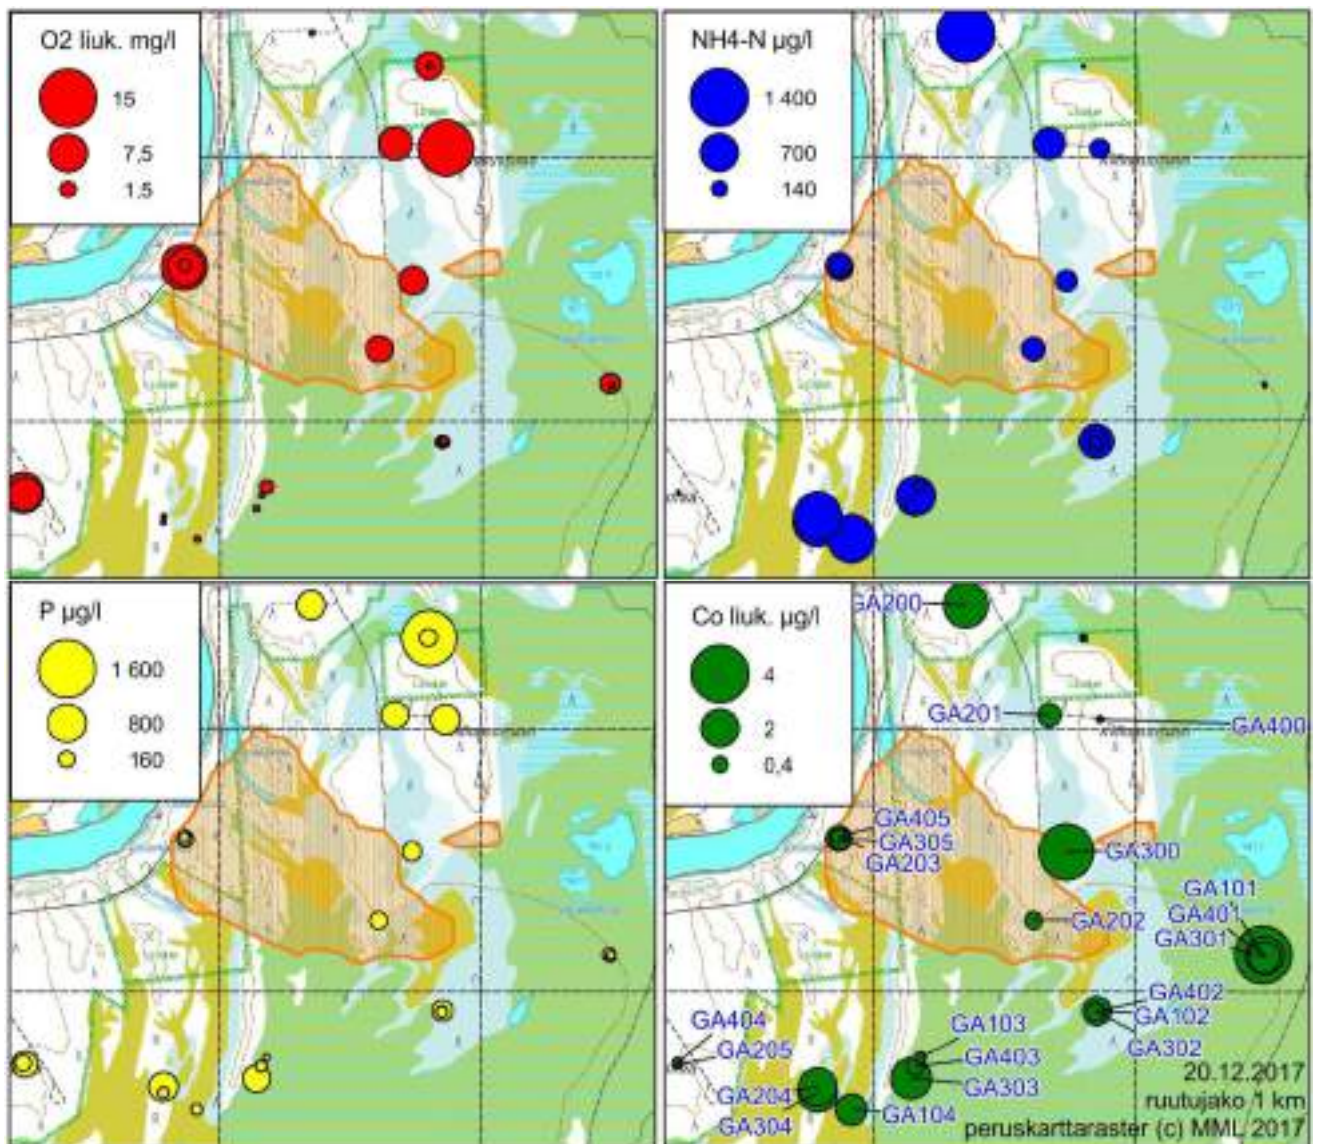 O2 liuk. mg/l
15
7,5
1,5
NH4-N µg/l
1 400
700
140
P µg/l
1 600
800
160
Co liuk. µg/l
4
2
0,4
GA200
GA201
GA400
GA405
GA305
GA203
GA300
GA101
GA401
GA301
GA202
GA402
GA102
GA302
GA404
GA205
GA103
GA403
GA303
GA204
GA304
GA104
20.12.2017
ruutujako 1 km
peruskarttaraster (c) MML 2017